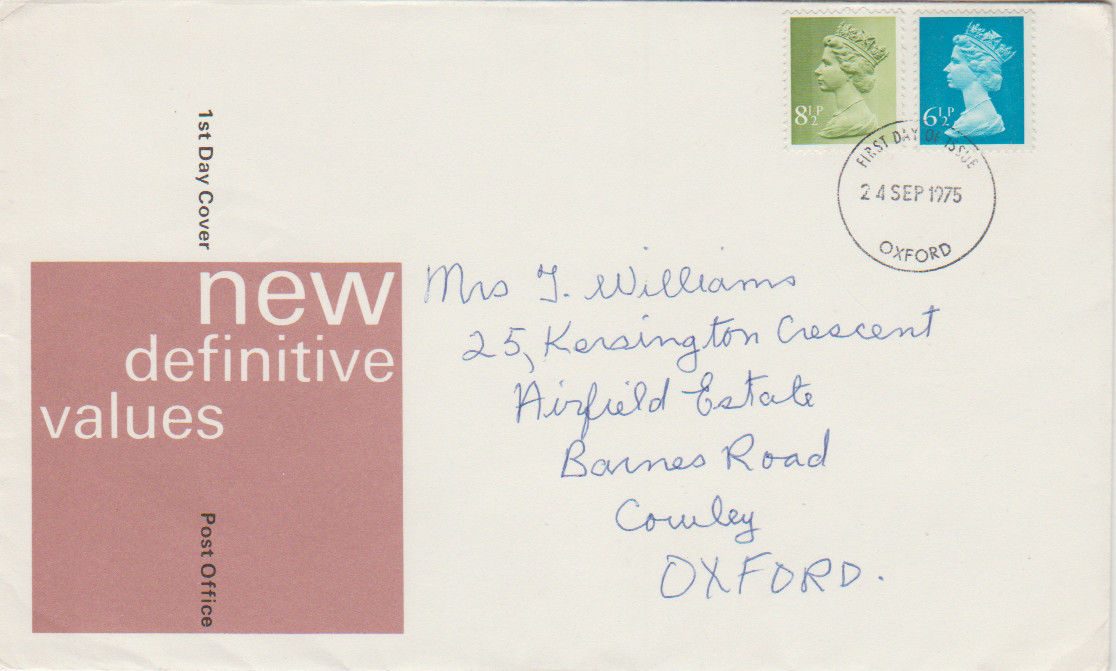 8½P
6½P
FIRST DAY OF ISSUE
24 SEP 1975
OXFORD
1st Day Cover
new
definitive
values
Post Office
Mrs J. Williams
25, Kersington Crescent
Airfield Estate
Barnes Road
Cowley
OXFORD.